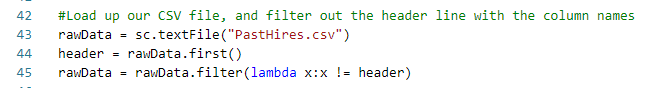 42 #Load up our CSV file, and filter out the header line with the column names
43 rawData = sc.textFile("PastHires.csv")
44 header = rawData.first()
45 rawData = rawData.filter(lambda x:x != header)